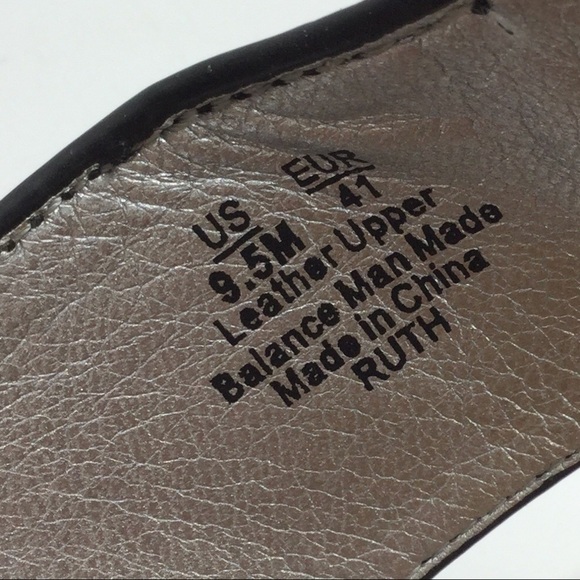 US EUR
9.5M 41
Leather Upper
Balance Man Made
Made in China
RUTH